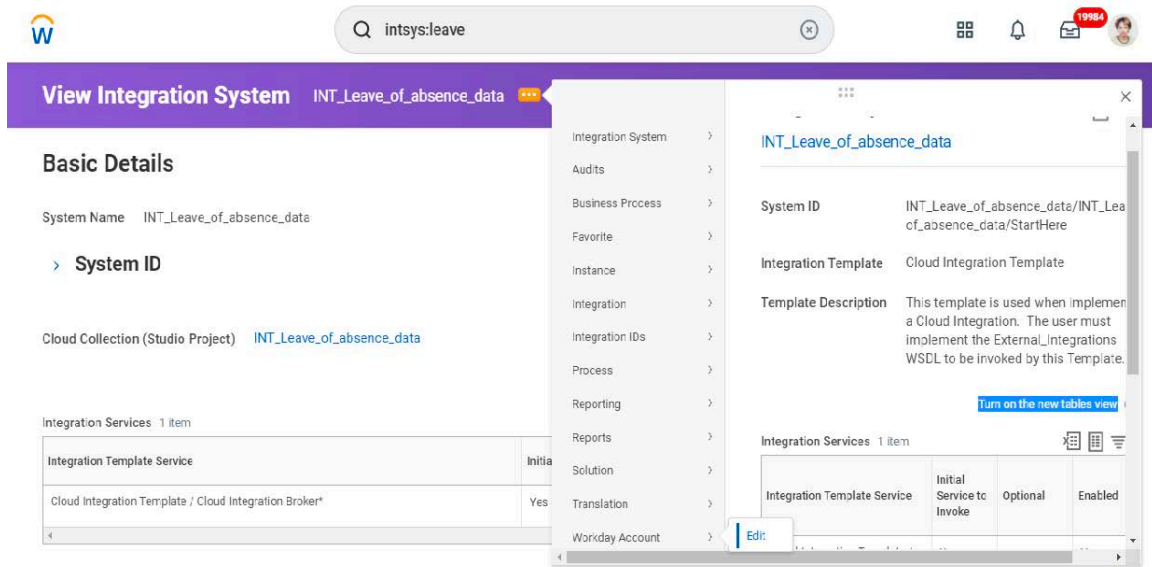 W
intsys:leave
19984
View Integration System INT_Leave_of_absence_data
Basic Details
System Name INT_Leave_of_absence_data
System ID
Cloud Collection (Studio Project) INT_Leave_of_absence_data
Integration Services 1 item
Integration Template Service Initia
Cloud Integration Template / Cloud Integration Broker* Yes
Integration System
Audits
Business Process
Favorite
Instance
Integration
Integration IDs
Process
Reporting
Reports
Solution
Translation
Workday Account
Edit
INT_Leave_of_absence_data
System ID INT_Leave_of_absence_data/INT_Lea
of_absence_data/StartHere
Integration Template Cloud Integration Template
Template Description This template is used when implemen
a Cloud Integration. The user must
implement the External_Integrations
WSDL to be invoked by this Template.
Turn on the new tables view
Integration Services 1 item
Integration Template Service Initial Service to Invoke Optional Enabled